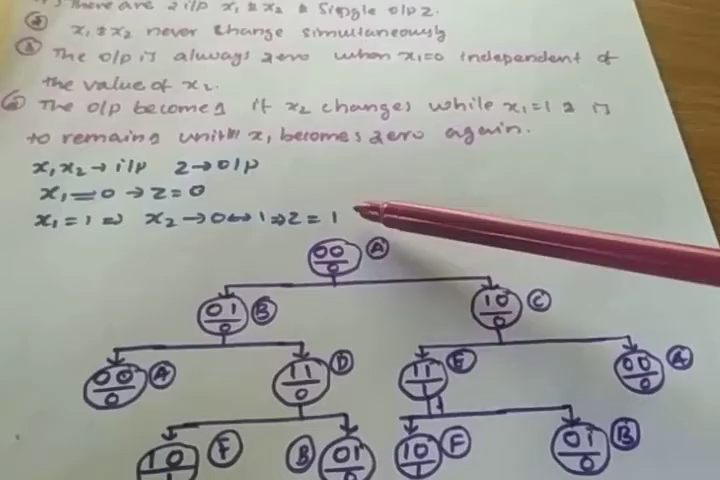 There are 2 i/p x1 & x2 & single o/p z.
② x1 & x2 never change simultaneously
③ The o/p is always zero when x1=0 independent of
the value of x2.
④ The o/p becomes 1 if x2 changes while x1=1 & is
to remaing until x1 becomes zero again.
x1 x2 → i/p z → o/p
x1 = 0 → z = 0
x1 = 1 ⇒ x2 → 0 ↔ 1 ⇒ z = 1
00/0 A
01/0 B 10/0 C
00/0 A 11/0 D 11/1 E 00/0 A
10/1 F B 01/0 10/1 F 01/0 B